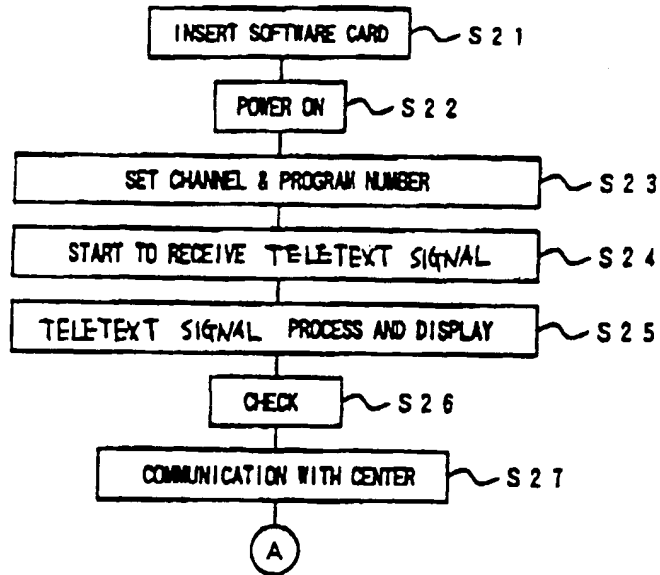 INSERT SOFTWARE CARD S21
POWER ON S22
SET CHANNEL & PROGRAM NUMBER S23
START TO RECEIVE TELETEXT SIGNAL S24
TELETEXT SIGNAL PROCESS AND DISPLAY S25
CHECK S26
COMMUNICATION WITH CENTER S27
A